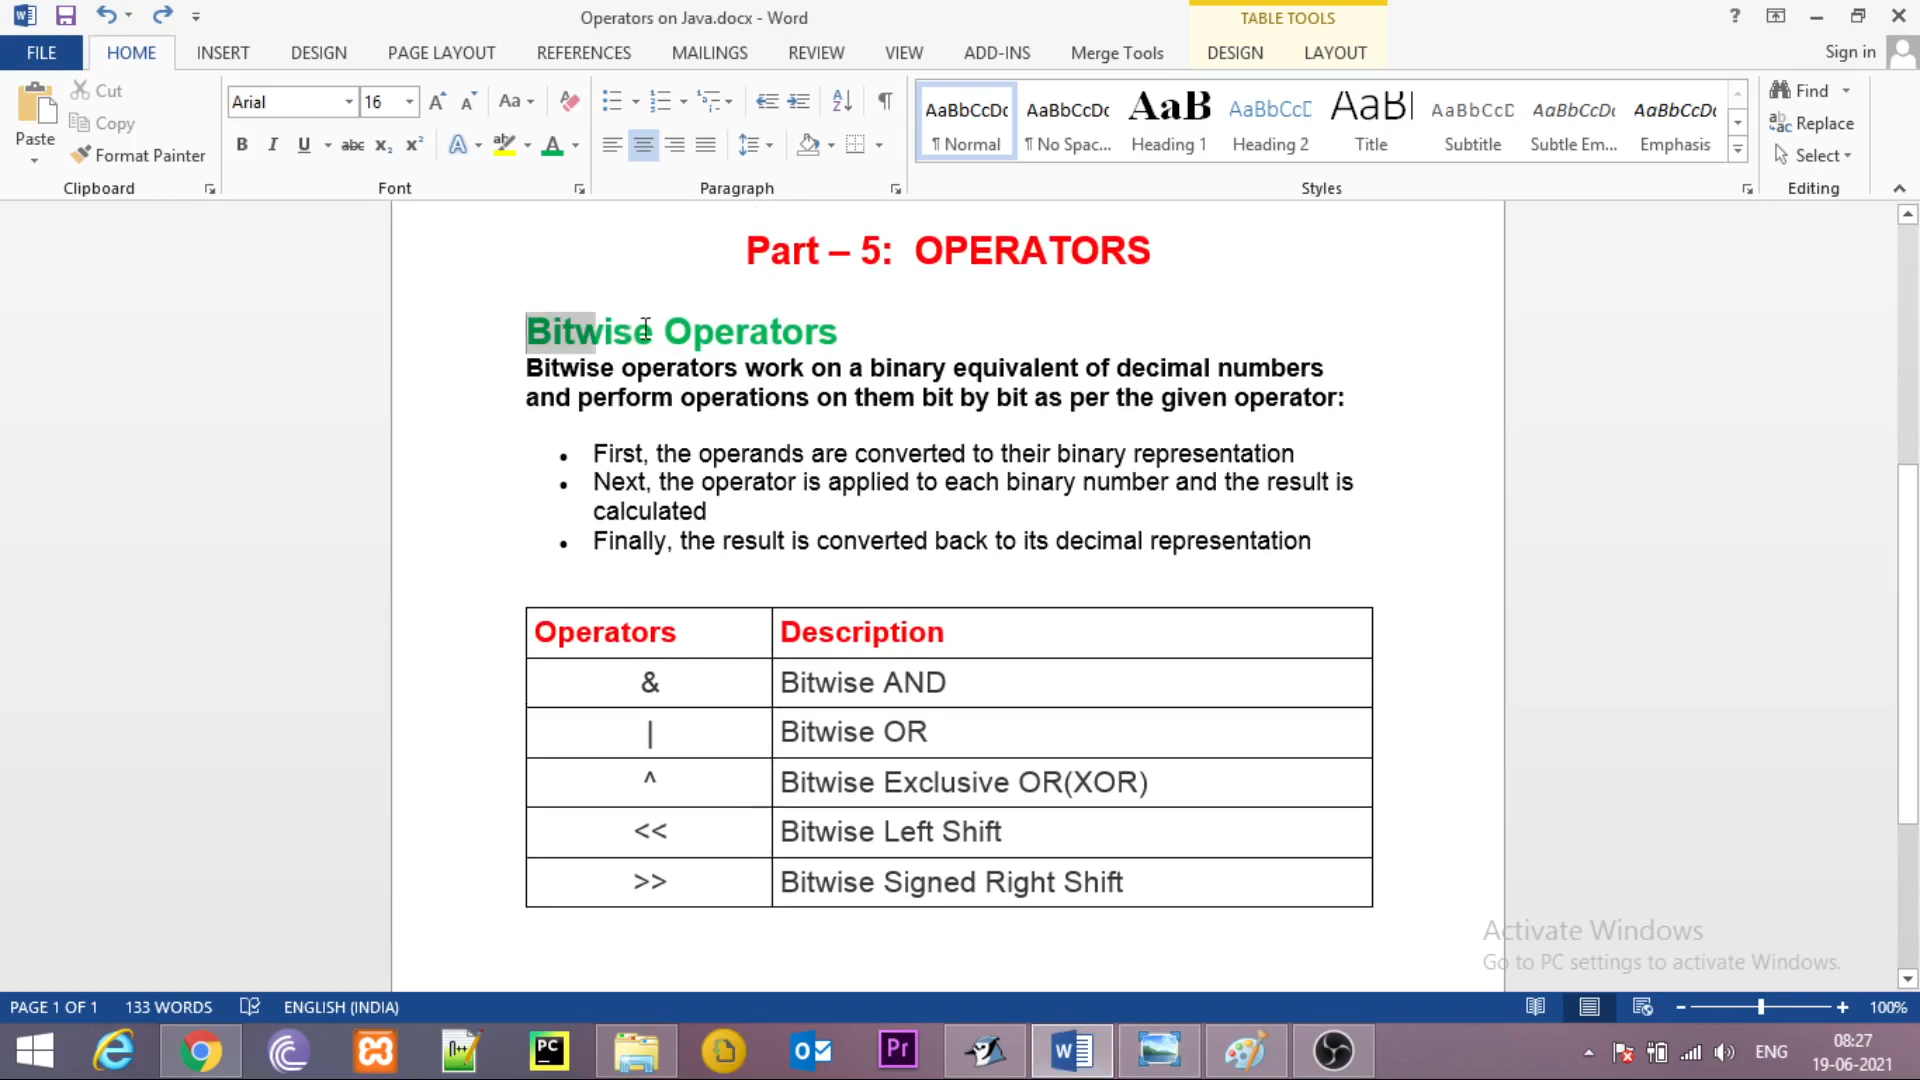 Operators on Java.docx - Word
TABLE TOOLS
?
FILE HOME INSERT DESIGN PAGE LAYOUT REFERENCES MAILINGS REVIEW VIEW ADD-INS Merge Tools DESIGN LAYOUT Sign in
Paste
Cut
Copy
Format Painter
Clipboard
Arial 16
Aa
B I U abc x₂ x²
Font
Paragraph
AaBbCcDc AaBbCcDc AaB AaBbCcD AaB AaBbCcD AaBbCcDc AaBbCcDc
¶ Normal ¶ No Spac... Heading 1 Heading 2 Title Subtitle Subtle Em... Emphasis
Styles
Find
Replace
Select
Editing
Part – 5: OPERATORS
Bitwise Operators
Bitwise operators work on a binary equivalent of decimal numbers
and perform operations on them bit by bit as per the given operator:
• First, the operands are converted to their binary representation
• Next, the operator is applied to each binary number and the result is
calculated
• Finally, the result is converted back to its decimal representation
Operators Description
& Bitwise AND
| Bitwise OR
^ Bitwise Exclusive OR(XOR)
<< Bitwise Left Shift
>> Bitwise Signed Right Shift
Activate Windows
Go to PC settings to activate Windows.
PAGE 1 OF 1 133 WORDS ENGLISH (INDIA) 100%
PC
Pr
ENG
08:27
19-06-2021